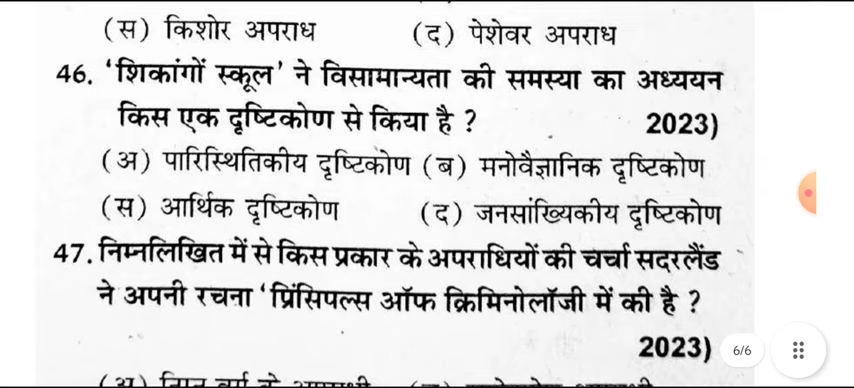 (स) किशोर अपराध (द) पेशेवर अपराध
46. 'शिकांगों स्कूल' ने विसामान्यता की समस्या का अध्ययन
किस एक दृष्टिकोण से किया है ? 2023)
(अ) पारिस्थितिकीय दृष्टिकोण (ब) मनोवैज्ञानिक दृष्टिकोण
(स) आर्थिक दृष्टिकोण (द) जनसांख्यिकीय दृष्टिकोण
47. निम्नलिखित में से किस प्रकार के अपराधियों की चर्चा सदरलैंड
ने अपनी रचना 'प्रिंसिपल्स ऑफ क्रिमिनोलॉजी में की है ?
2023)
6/6